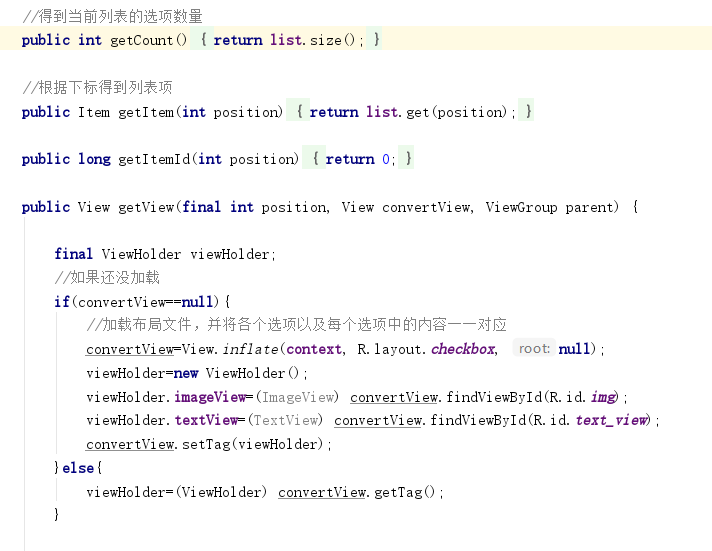 //得到当前列表的选项数量
public int getCount() { return list.size(); }
//根据下标得到列表项
public Item getItem(int position) { return list.get(position); }
public long getItemId(int position) { return 0; }
public View getView(final int position, View convertView, ViewGroup parent) {
final ViewHolder viewHolder;
//如果还没加载
if(convertView==null){
//加载布局文件，并将各个选项以及每个选项中的内容一一对应
convertView=View.inflate(context, R.layout.checkbox, root: null);
viewHolder=new ViewHolder();
viewHolder.imageView=(ImageView) convertView.findViewById(R.id.img);
viewHolder.textView=(TextView) convertView.findViewById(R.id.text_view);
convertView.setTag(viewHolder);
}else{
viewHolder=(ViewHolder) convertView.getTag();
}